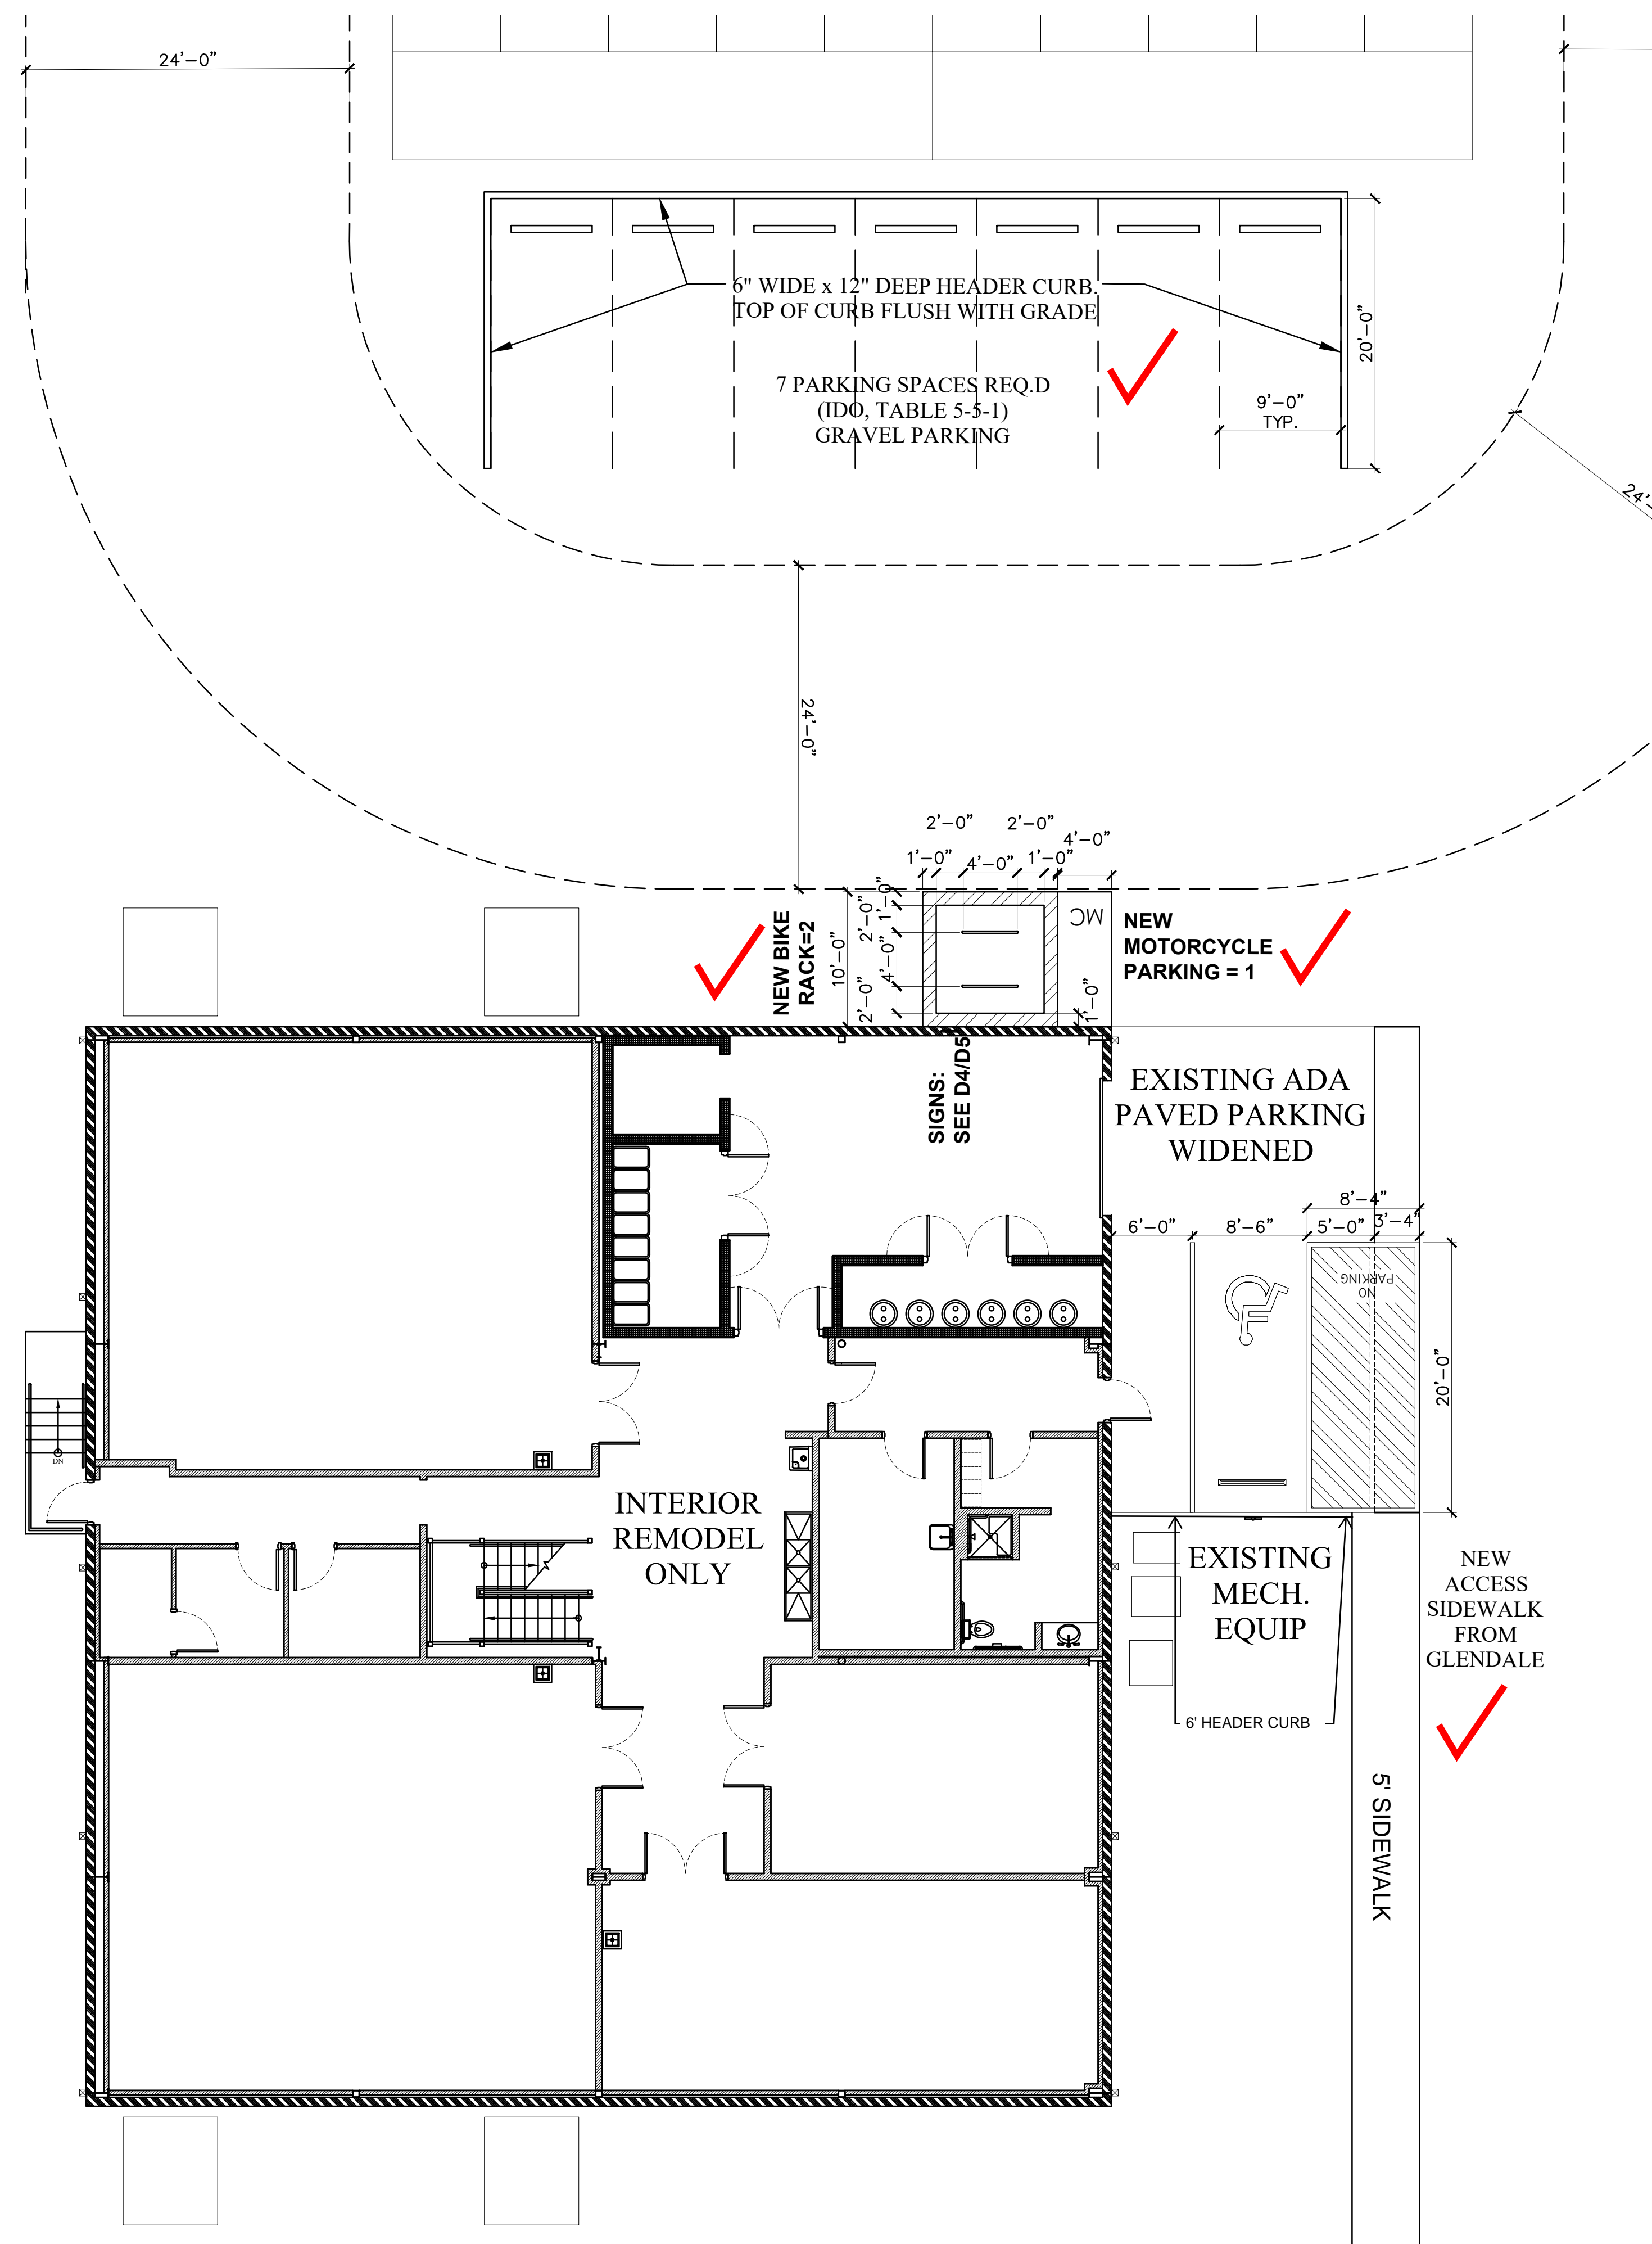 24'-0"
6" WIDE x 12" DEEP HEADER CURB.
TOP OF CURB FLUSH WITH GRADE
20'-0"
7 PARKING SPACES REQ.D
(IDO, TABLE 5-5-1)
GRAVEL PARKING
9'-0"
TYP.
24'-
24'-0"
2'-0" 2'-0"
4'-0"
1'-0" 4'-0" 1'-0"
NEW BIKE
RACK=2
10'-0"
2'-0"
2'-0"
4'-0"
1'-0"
MC
1'-0"
NEW
MOTORCYCLE
PARKING = 1
SIGNS:
SEE D4/D5
EXISTING ADA
PAVED PARKING
WIDENED
8'-4"
6'-0" 8'-6" 5'-0" 3'-4"
NO
PARKING
20'-0"
DN
INTERIOR
REMODEL
ONLY
EXISTING
MECH.
EQUIP
NEW
ACCESS
SIDEWALK
FROM
GLENDALE
6' HEADER CURB
5' SIDEWALK